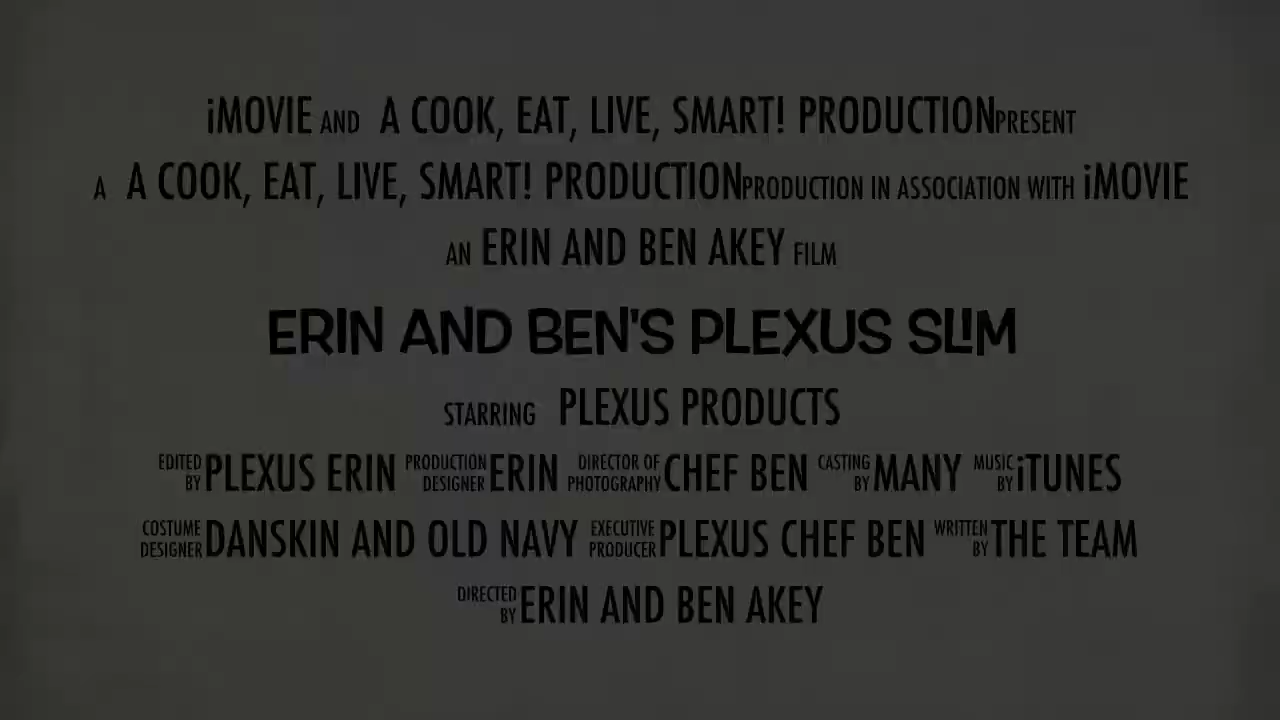 iMOVIE AND A COOK, EAT, LIVE, SMART! PRODUCTION PRESENT
A A COOK, EAT, LIVE, SMART! PRODUCTION PRODUCTION IN ASSOCIATION WITH iMOVIE
AN ERIN AND BEN AKEY FILM
ERIN AND BEN'S PLEXUS SLIM
STARRING PLEXUS PRODUCTS
EDITED BY PLEXUS ERIN PRODUCTION DESIGNER ERIN DIRECTOR OF PHOTOGRAPHY CHEF BEN CASTING BY MANY MUSIC BY iTUNES
COSTUME DESIGNER DANSKIN AND OLD NAVY EXECUTIVE PRODUCER PLEXUS CHEF BEN WRITTEN BY THE TEAM
DIRECTED BY ERIN AND BEN AKEY